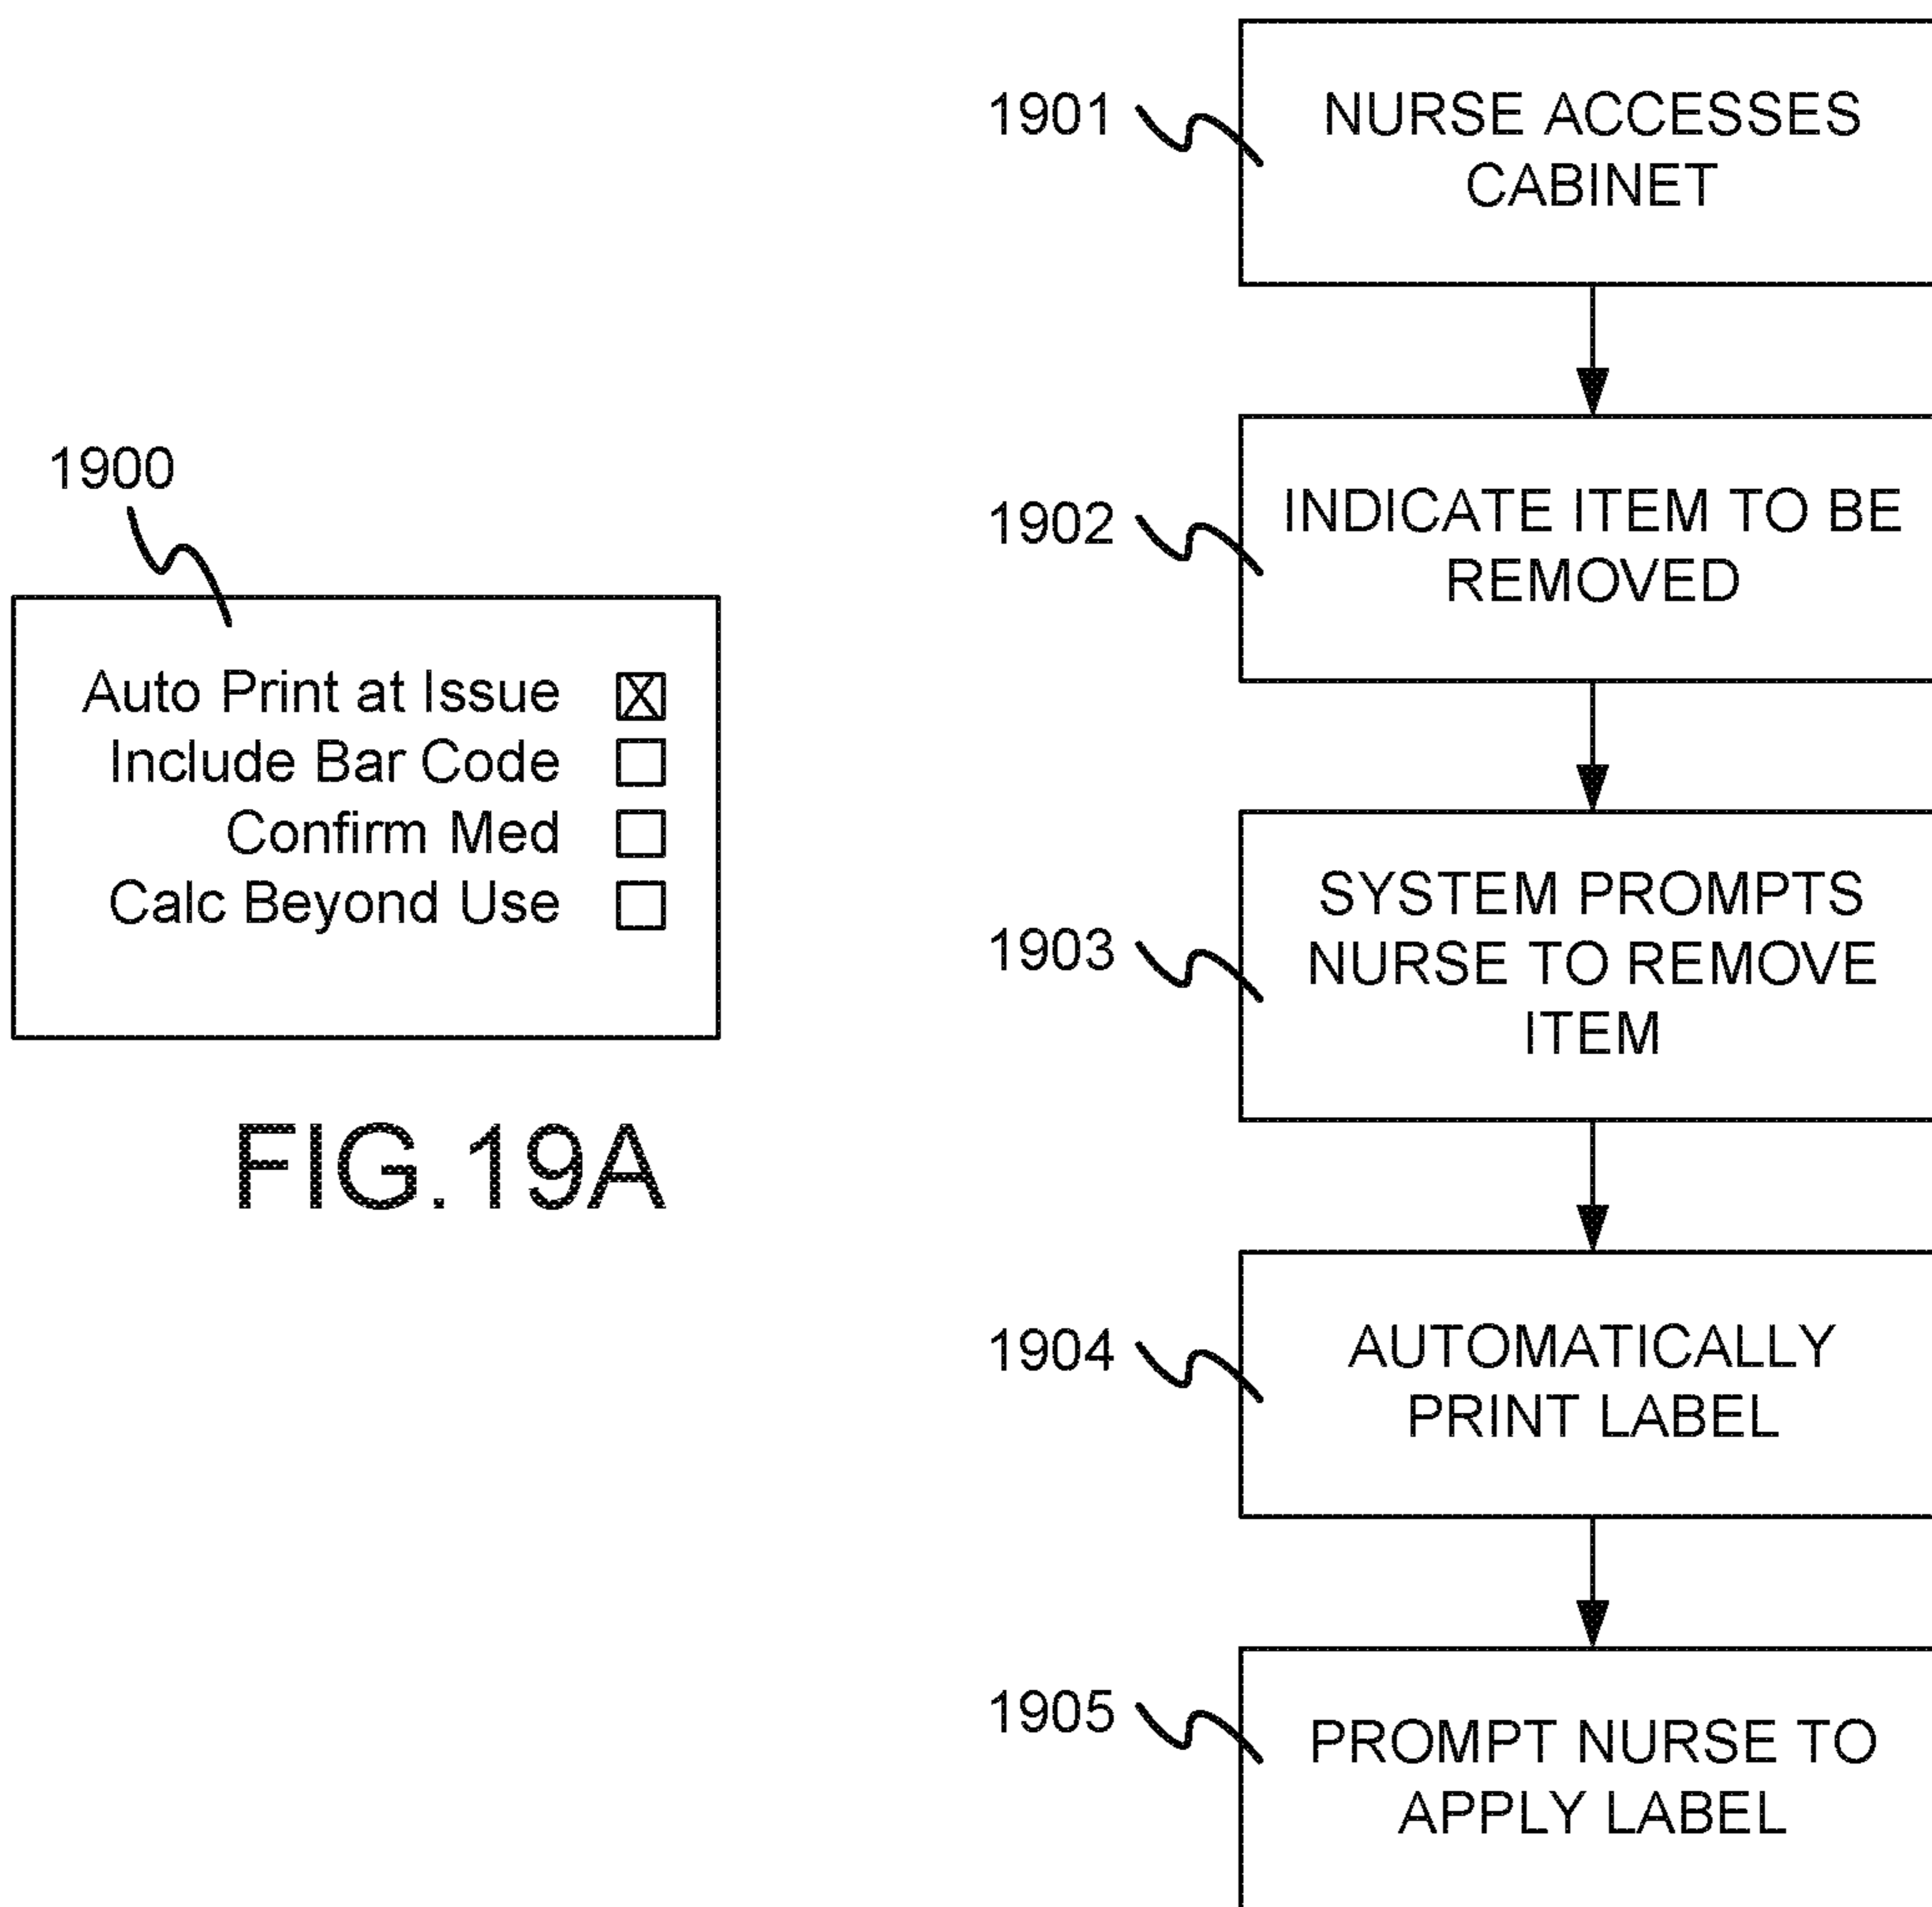 1900
Auto Print at Issue
Include Bar Code
Confirm Med
Calc Beyond Use
FIG.19A
1901
NURSE ACCESSES
CABINET
1902
INDICATE ITEM TO BE
REMOVED
1903
SYSTEM PROMPTS
NURSE TO REMOVE
ITEM
1904
AUTOMATICALLY
PRINT LABEL
1905
PROMPT NURSE TO
APPLY LABEL